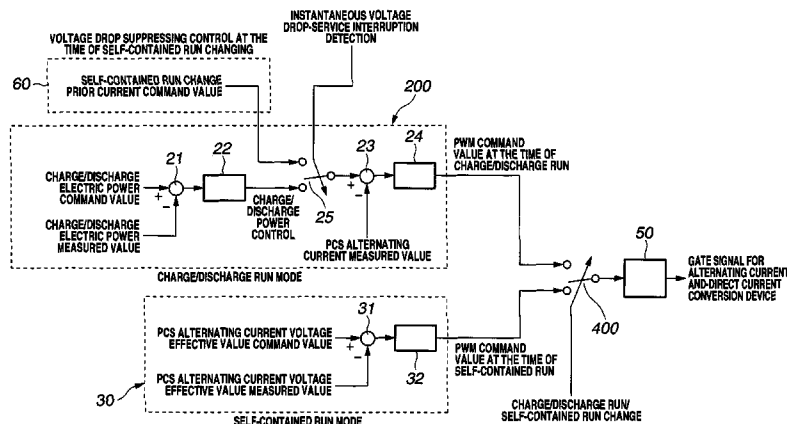 INSTANTANEOUS VOLTAGE
DROP-SERVICE INTERRUPTION
DETECTION
VOLTAGE DROP SUPPRESSING CONTROL AT THE
TIME OF SELF-CONTAINED RUN CHANGING
60
SELF-CONTAINED RUN CHANGE
PRIOR CURRENT COMMAND VALUE
200
21
22
23
24
PWM COMMAND
VALUE AT THE TIME OF
CHARGE/DISCHARGE RUN
CHARGE/DISCHARGE
ELECTRIC POWER
COMMAND VALUE
+
−
CHARGE/DISCHARGE
ELECTRIC POWER
MEASURED VALUE
CHARGE/
DISCHARGE
POWER
CONTROL
25
+
−
PCS ALTERNATING
CURRENT MEASURED VALUE
CHARGE/DISCHARGE RUN MODE
50
GATE SIGNAL FOR
ALTERNATING CURRENT
AND-DIRECT CURRENT
CONVERSION DEVICE
400
31
PCS ALTERNATING CURRENT VOLTAGE
EFFECTIVE VALUE COMMAND VALUE
+
−
32
PWM COMMAND
VALUE AT THE TIME OF
SELF-CONTAINED RUN
PCS ALTERNATING CURRENT VOLTAGE
EFFECTIVE VALUE MEASURED VALUE
30
SELF-CONTAINED RUN MODE
CHARGE/DISCHARGE RUN/
SELF-CONTAINED RUN CHANGE